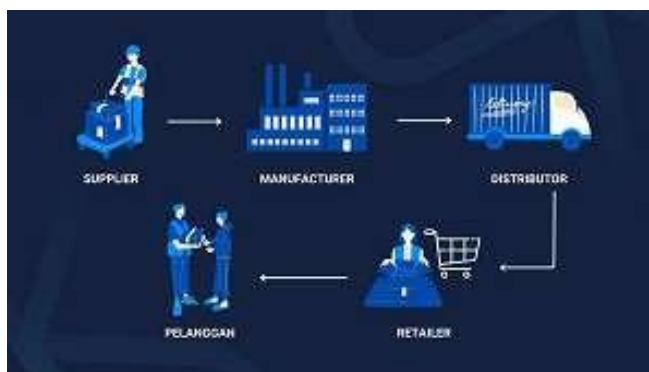 SUPPLIER
MANUFACTURER
DISTRIBUTOR
PELANGGAN
RETAILER